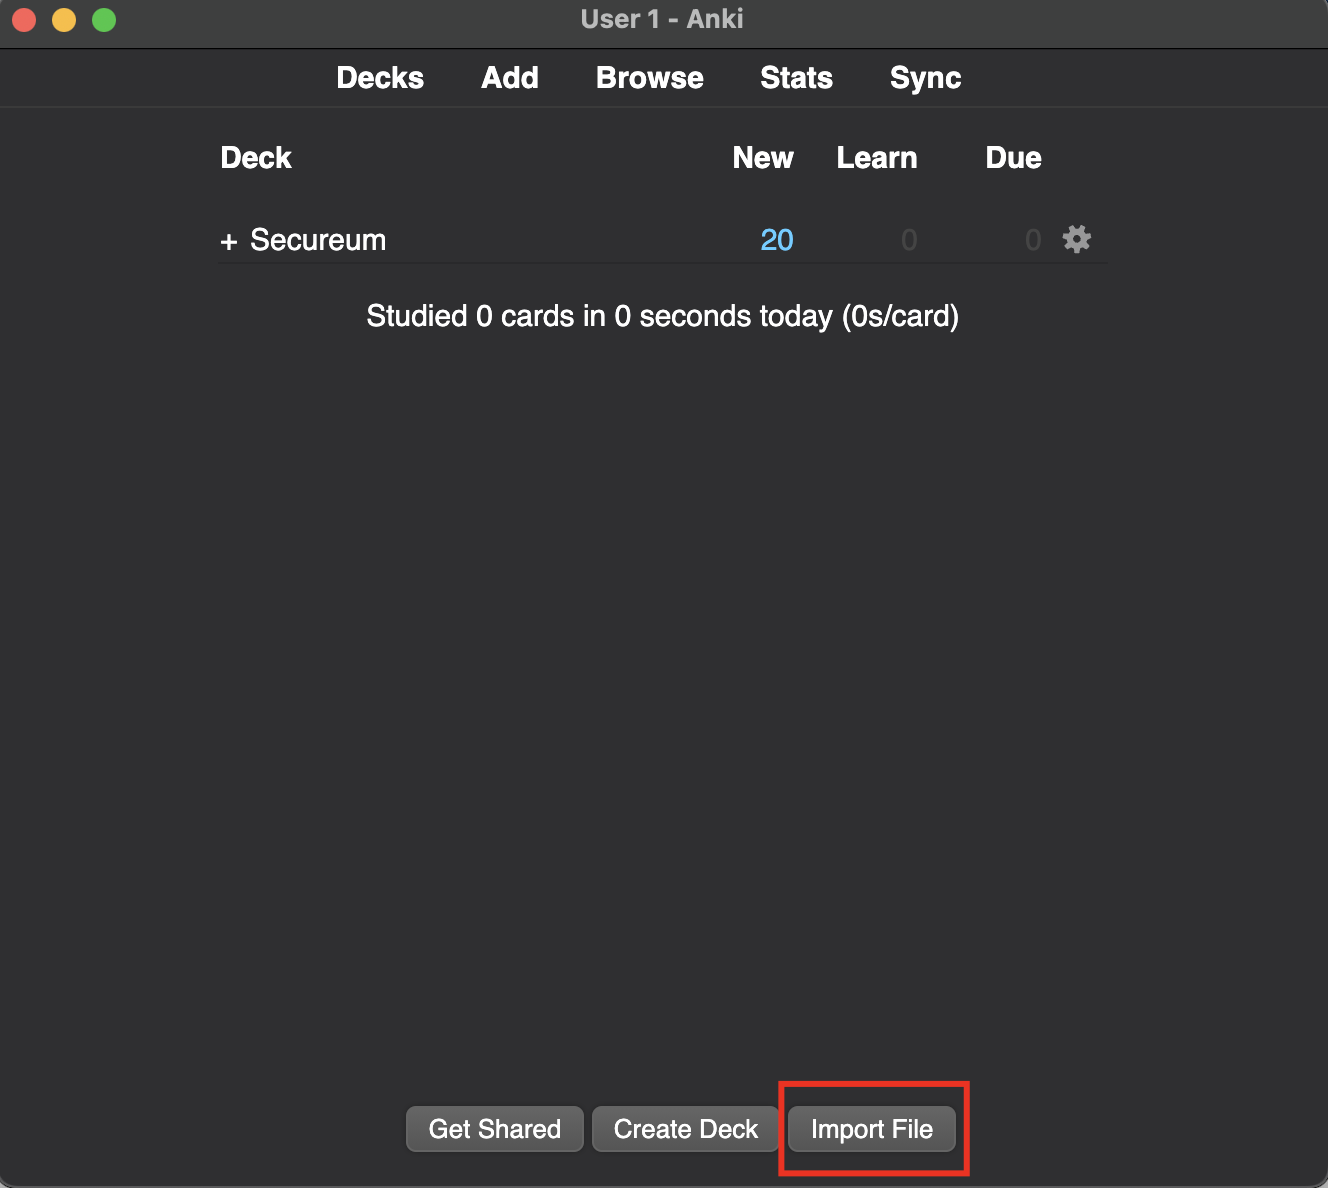 User 1 - Anki
Decks Add Browse Stats Sync
Deck New Learn Due
+ Secureum 20 0 0
Studied 0 cards in 0 seconds today (0s/card)
Get Shared Create Deck Import File